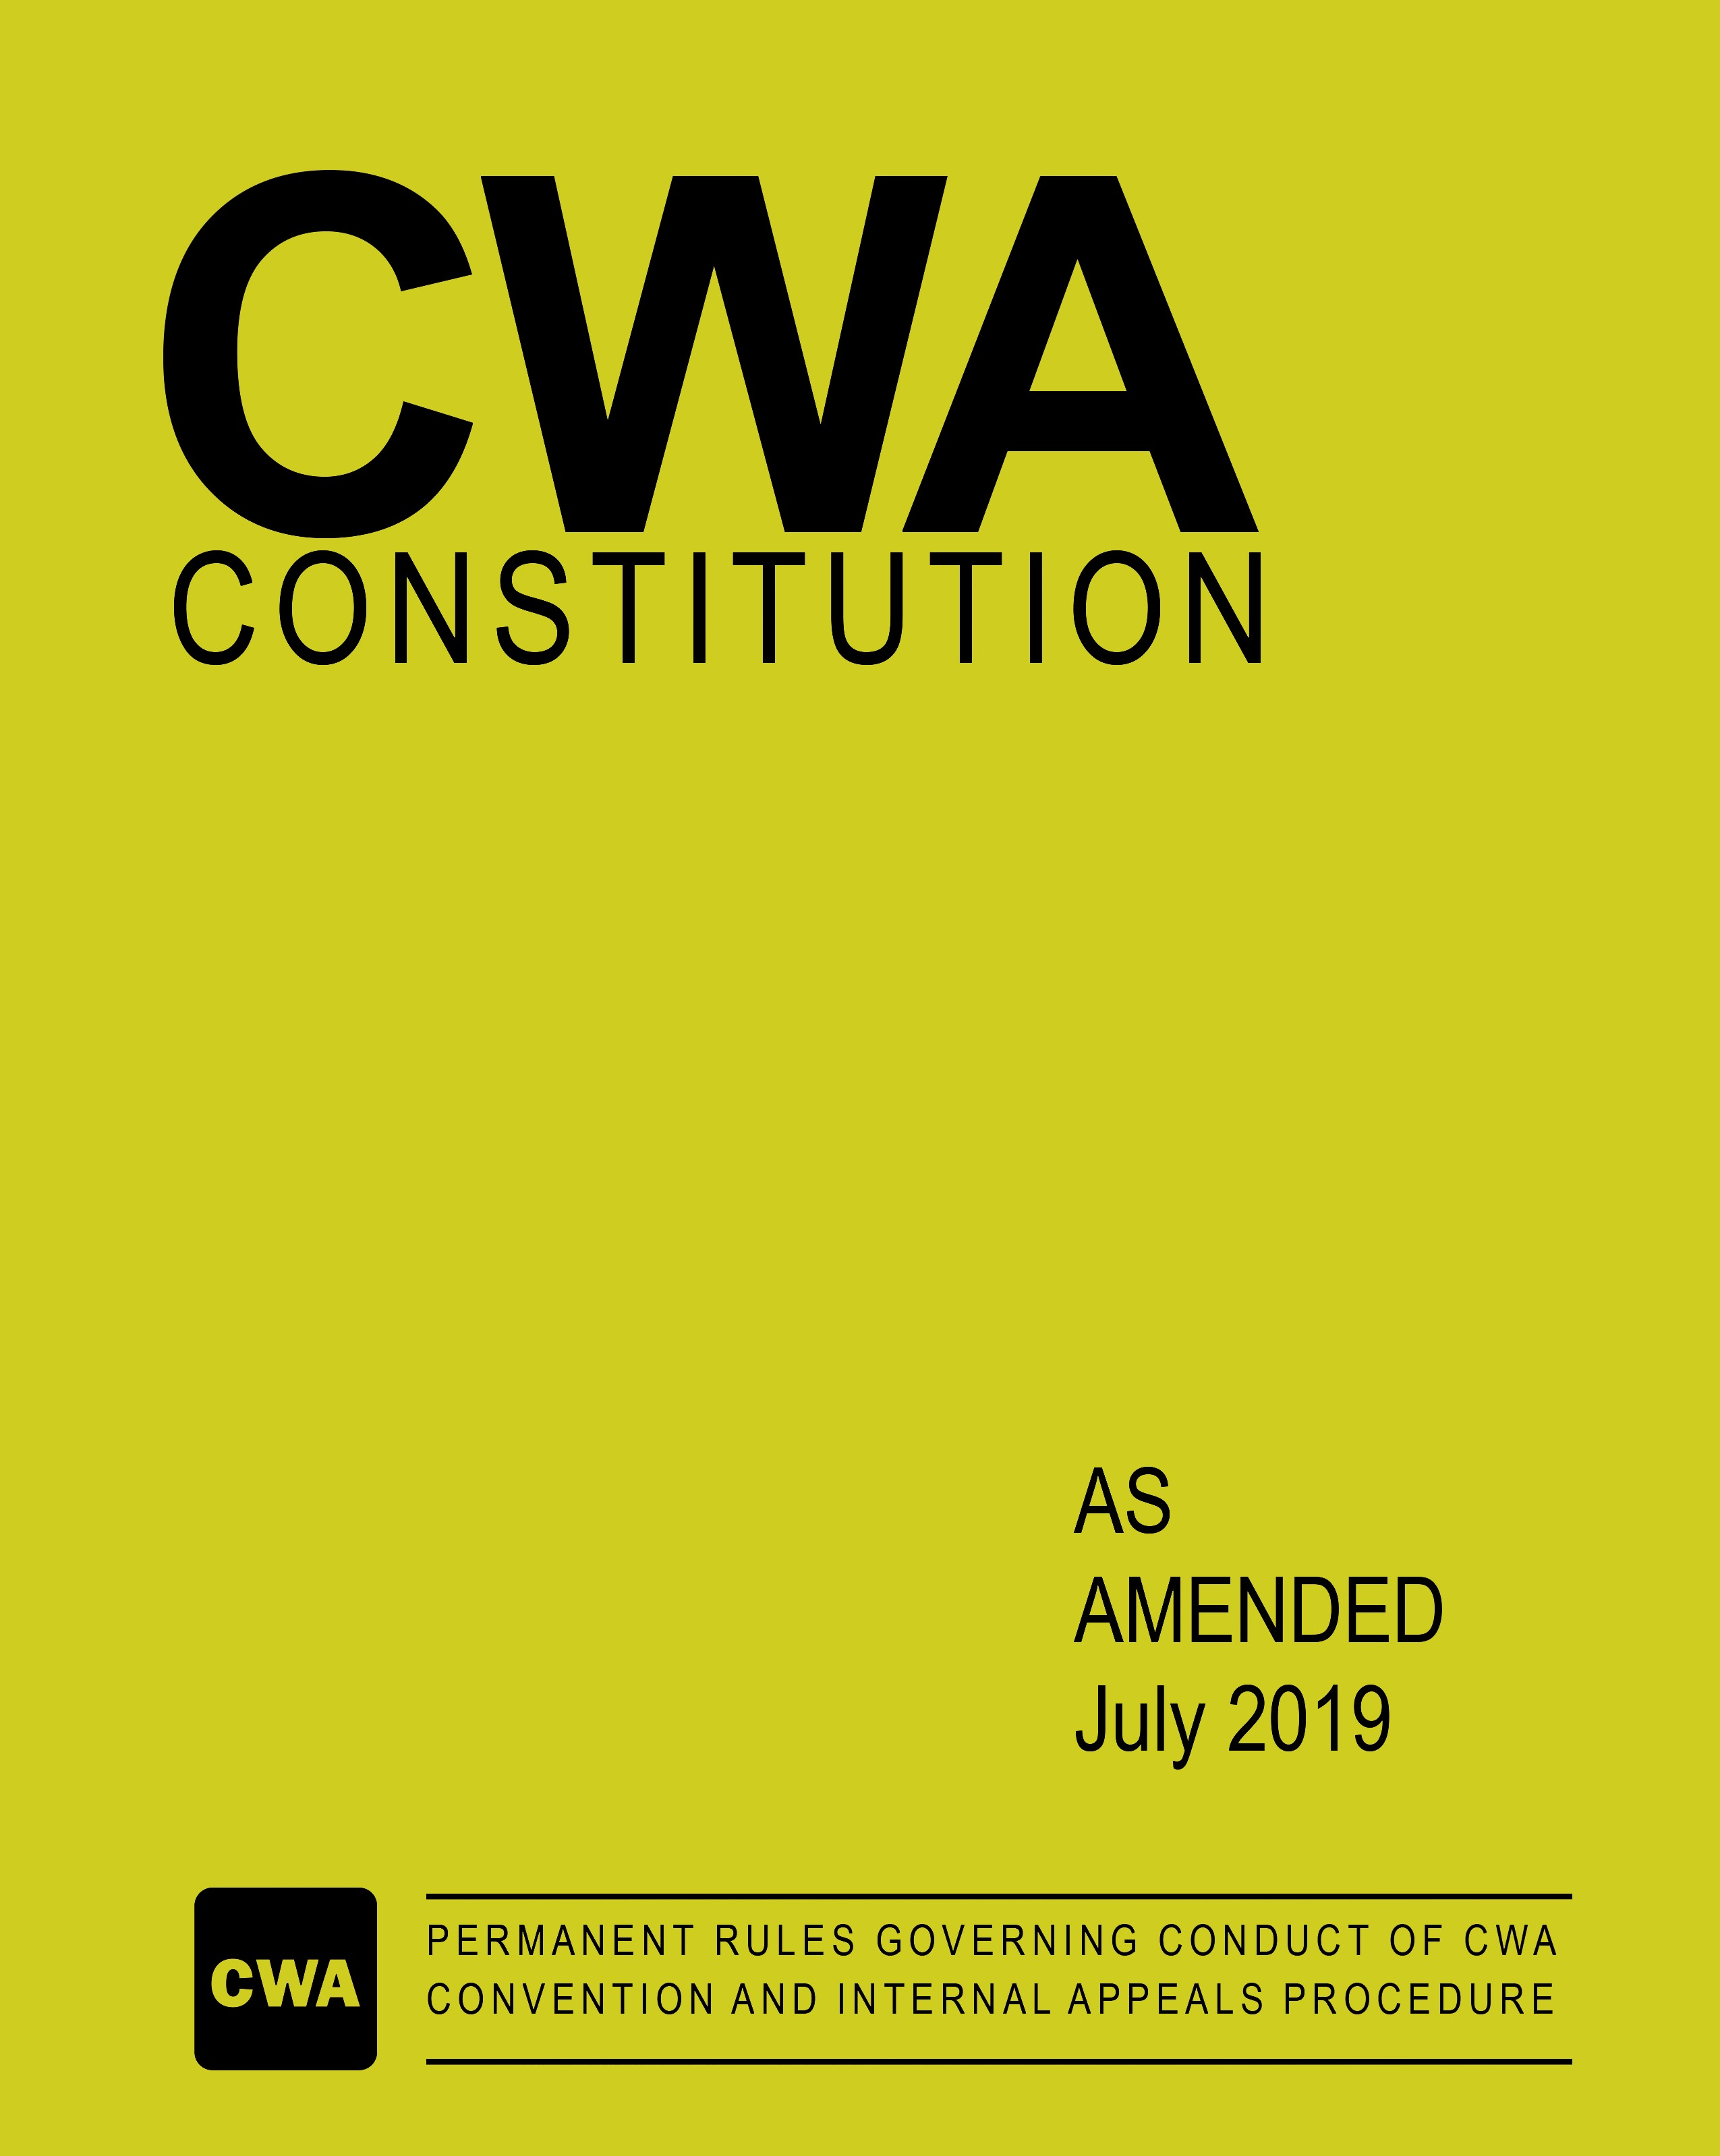 CWA
CONSTITUTION
AS
AMENDED
July 2019
CWA
PERMANENT RULES GOVERNING CONDUCT OF CWA
CONVENTION AND INTERNAL APPEALS PROCEDURE